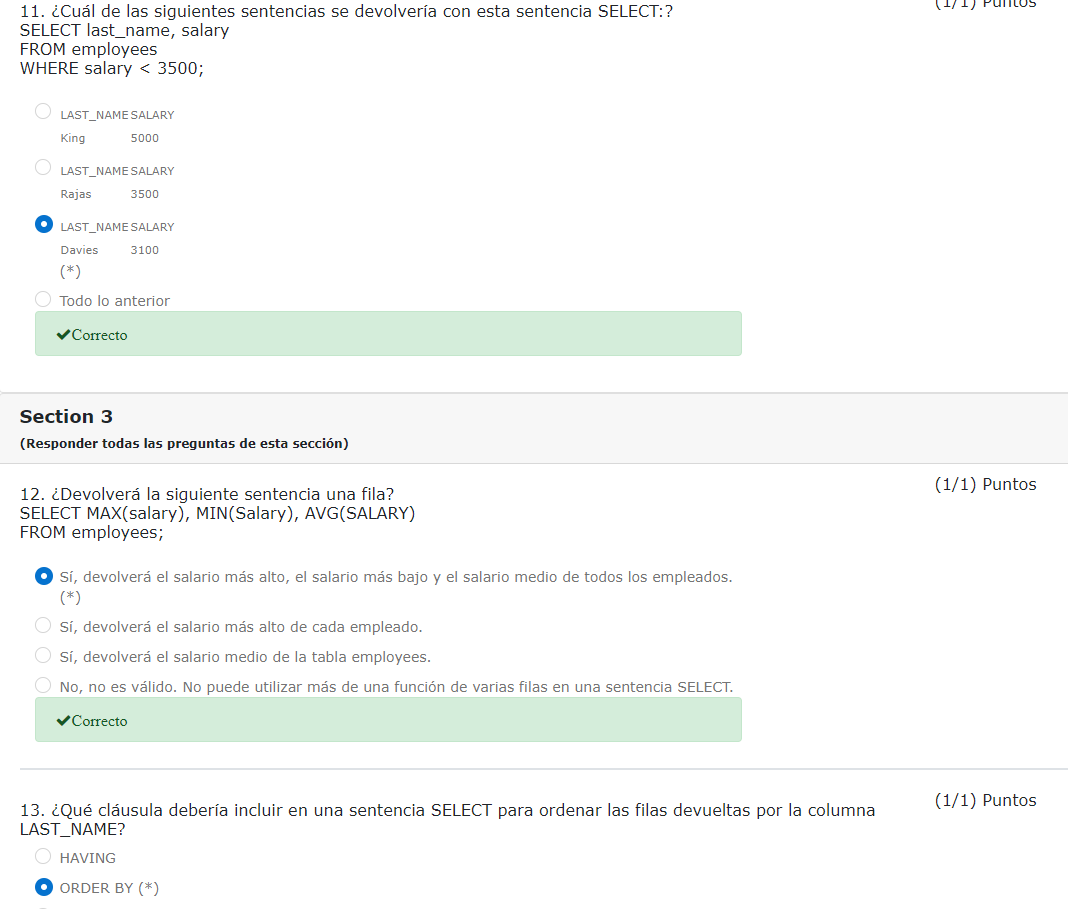 11. ¿Cuál de las siguientes sentencias se devolvería con esta sentencia SELECT:?
(1/1) Puntos
SELECT last_name, salary
FROM employees
WHERE salary < 3500;
LAST_NAME SALARY
King 5000
LAST_NAME SALARY
Rajas 3500
LAST_NAME SALARY
Davies 3100
(*)
Todo lo anterior
✔Correcto
Section 3
(Responder todas las preguntas de esta sección)
(1/1) Puntos
12. ¿Devolverá la siguiente sentencia una fila?
SELECT MAX(salary), MIN(Salary), AVG(SALARY)
FROM employees;
Sí, devolverá el salario más alto, el salario más bajo y el salario medio de todos los empleados.
(*)
Sí, devolverá el salario más alto de cada empleado.
Sí, devolverá el salario medio de la tabla employees.
No, no es válido. No puede utilizar más de una función de varias filas en una sentencia SELECT.
✔Correcto
(1/1) Puntos
13. ¿Qué cláusula debería incluir en una sentencia SELECT para ordenar las filas devueltas por la columna
LAST_NAME?
HAVING
ORDER BY (*)